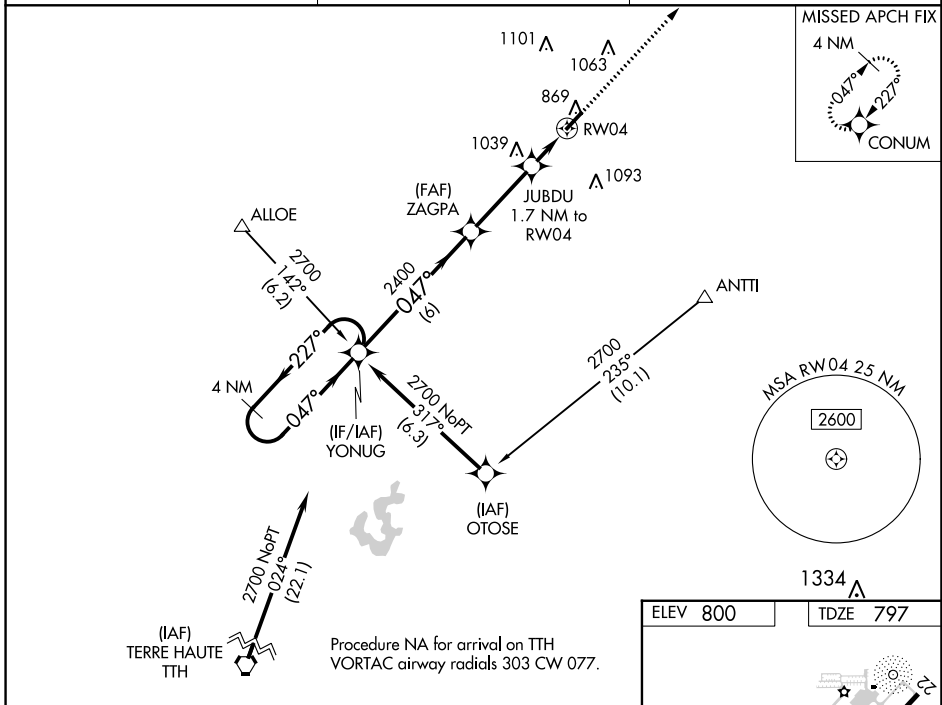 MISSED APCH FIX
4 NM
047°
227°
CONUM
1101
1063
869
RW04
1039
1093
JUBDU
1.7 NM to
RW04
(FAF)
ZAGPA
ALLOE
2700
142°
(6.2)
2400
047°
(6)
ANTTI
2700
235°
(10.1)
227°
4 NM
047°
(IF/IAF)
YONUG
2700 NoPT
317°
(6.3)
(IAF)
OTOSE
MSA RW04 25 NM
2600
2700 NoPT
024°
(22.1)
(IAF)
TERRE HAUTE
TTH
Procedure NA for arrival on TTH
VORTAC airway radials 303 CW 077.
1334
ELEV 800
TDZE 797
22